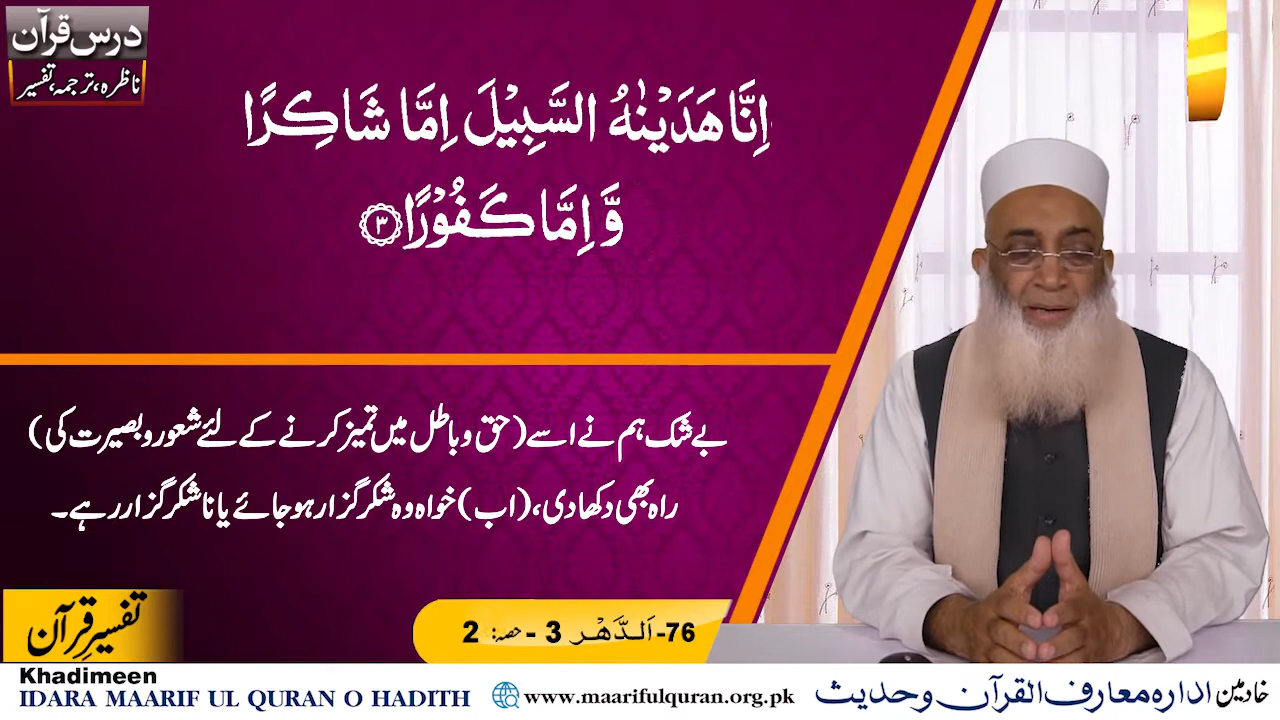 درس قرآن
ناظرہ، ترجمہ، تفسیر
اِنَّا هَدَيْنٰهُ السَّبِيْلَ اِمَّا شَاكِرًا
وَّ اِمَّا كَفُوْرًا ۳
بے شک ہم نے اسے (حق و باطل میں تمیز کرنے کے لئے شعور و بصیرت کی)
راہ بھی دکھا دی، (اب) خواہ وہ شکر گزار ہو جائے یا ناشکر گزار رہے۔
تفسیرِ قرآن
76- اَلدَّهْر 3 - حصہ: 2
Khadimeen
IDARA MAARIF UL QURAN O HADITH
www.maarifulquran.org.pk
خادمین ادارہ معارف القرآن و حدیث